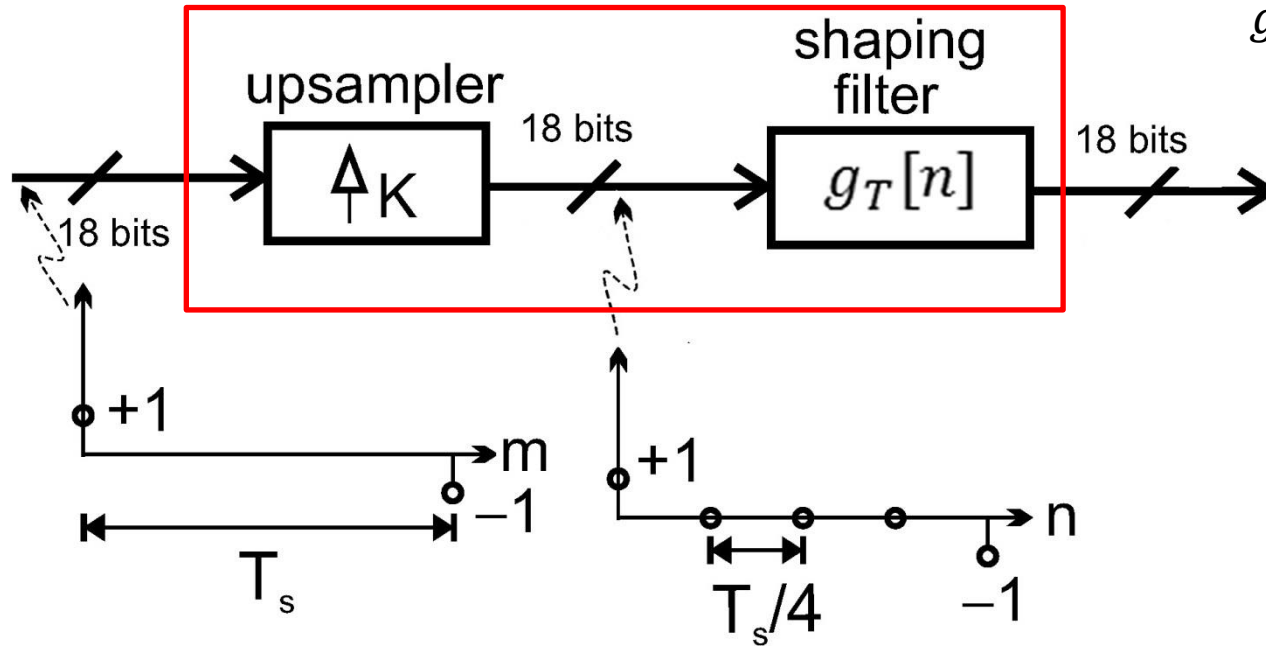 g
shaping
filter
upsampler
18 bits
18 bits
18 bits
K
g_T[n]
+1
m
−1
T_s
+1
n
−1
T_s/4